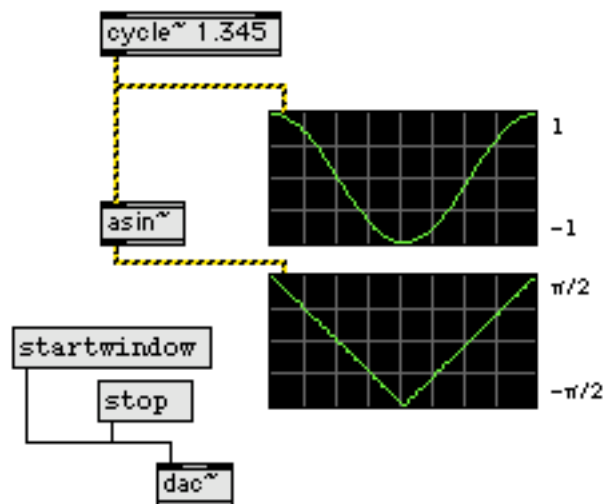 cycle~ 1.345
1
-1
asin~
π/2
-π/2
startwindow
stop
dac~